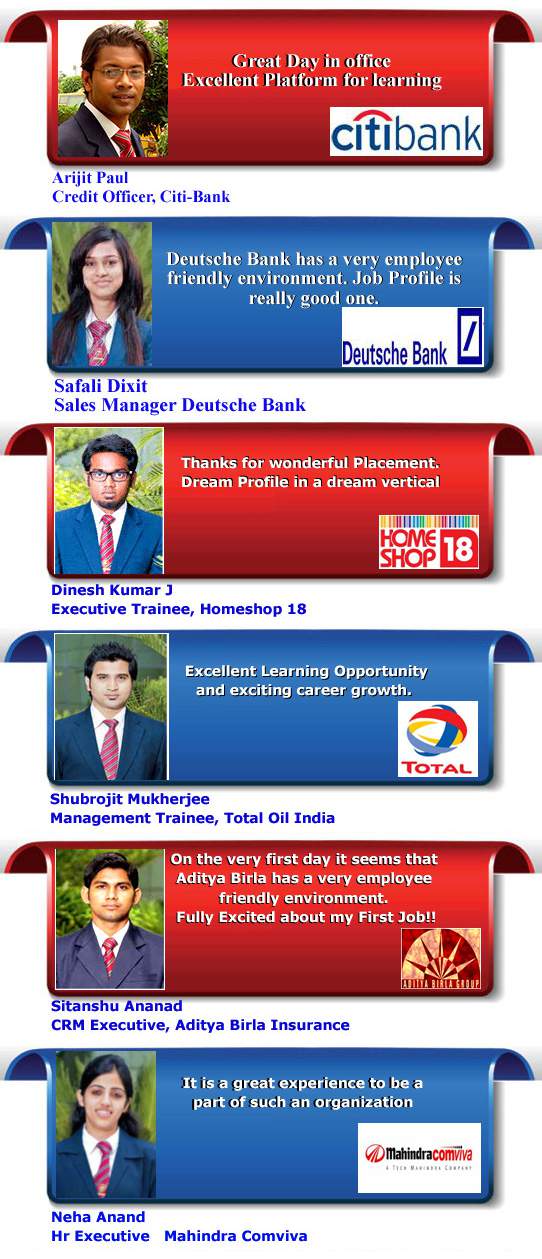 Great Day in office
Excellent Platform for learning
citibank
Arijit Paul
Credit Officer, Citi-Bank
Deutsche Bank has a very employee
friendly environment. Job Profile is
really good one.
Deutsche Bank
Safali Dixit
Sales Manager Deutsche Bank
Thanks for wonderful Placement.
Dream Profile in a dream vertical
HOME
SHOP 18
Dinesh Kumar J
Executive Trainee, Homeshop 18
Excellent Learning Opportunity
and exciting career growth.
TOTAL
Shubrojit Mukherjee
Management Trainee, Total Oil India
On the very first day it seems that
Aditya Birla has a very employee
friendly environment.
Fully Excited about my First Job!!
ADITYA BIRLA GROUP
Sitanshu Ananad
CRM Executive, Aditya Birla Insurance
It is a great experience to be a
part of such an organization
Mahindracomviva
A TECH MAHINDRA COMPANY
Neha Anand
Hr Executive Mahindra Comviva